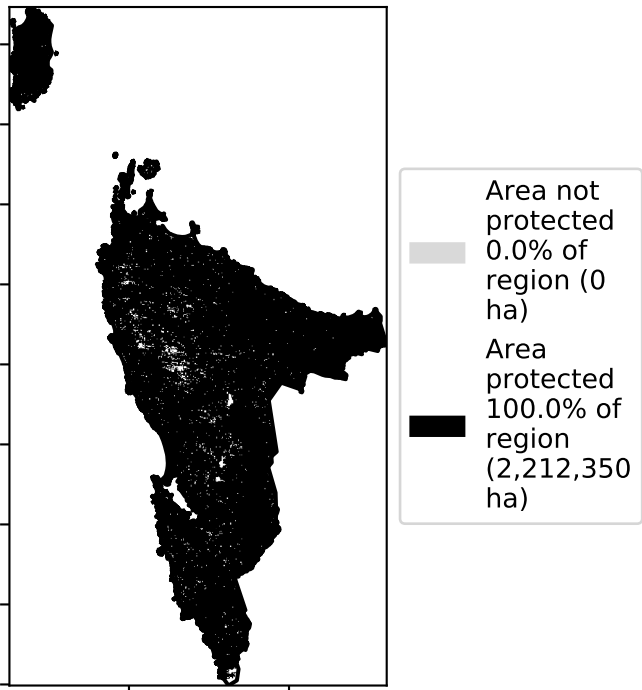 Area not
protected
0.0% of
region (0
ha)
Area
protected
100.0% of
region
(2,212,350
ha)